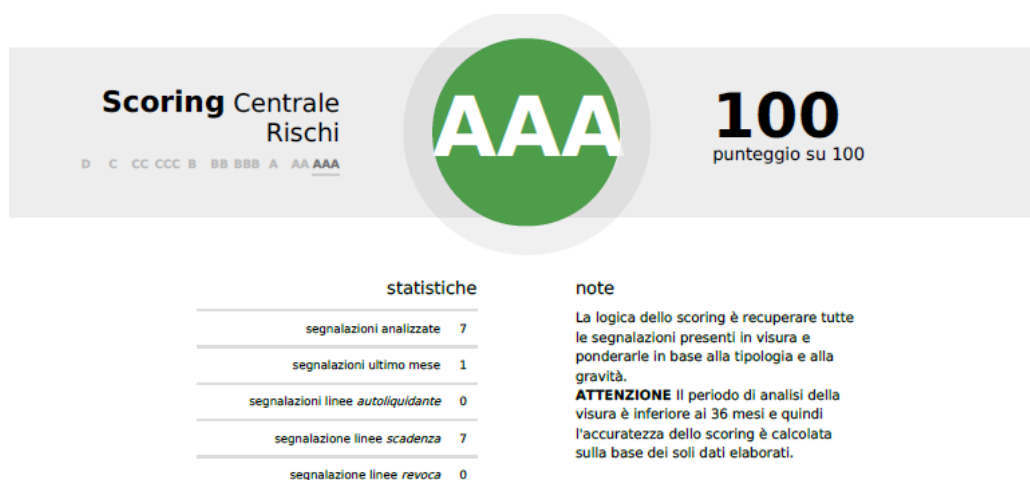 Scoring Centrale
Rischi
D C CC CCC B BB BBB A AA AAA
AAA
100
punteggio su 100
statistiche
segnalazioni analizzate 7
segnalazioni ultimo mese 1
segnalazioni linee autoliquidante 0
segnalazione linee scadenza 7
segnalazione linee revoca 0
note
La logica dello scoring è recuperare tutte
le segnalazioni presenti in visura e
ponderarle in base alla tipologia e alla
gravità.
ATTENZIONE Il periodo di analisi della
visura è inferiore ai 36 mesi e quindi
l'accuratezza dello scoring è calcolata
sulla base dei soli dati elaborati.